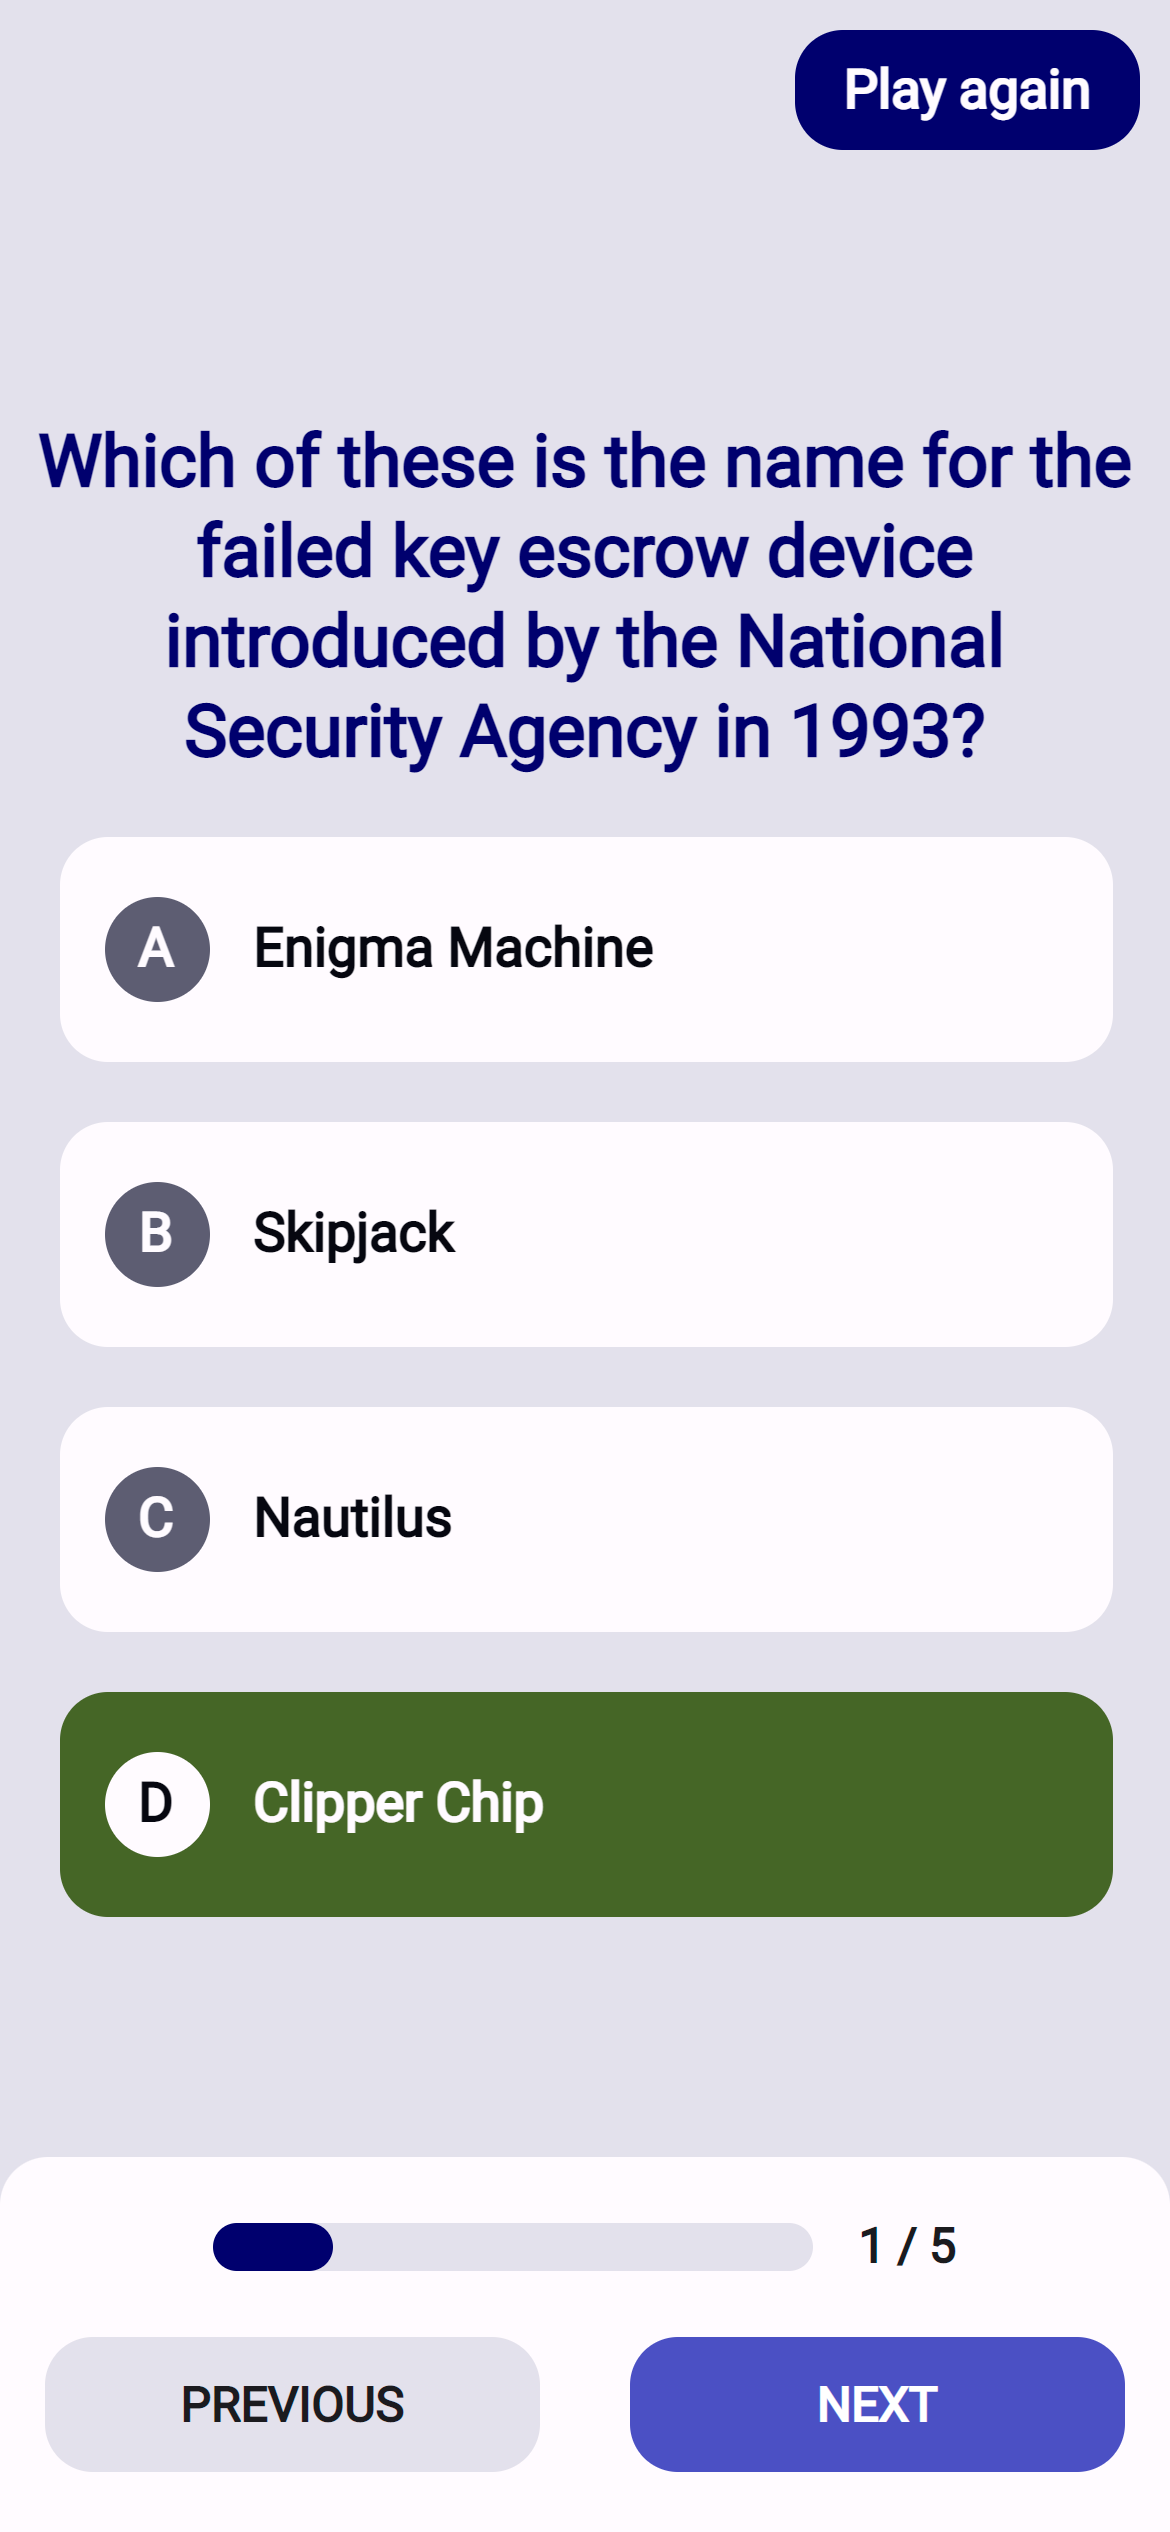 Play again
Which of these is the name for the
failed key escrow device
introduced by the National
Security Agency in 1993?
A Enigma Machine
B Skipjack
C Nautilus
D Clipper Chip
1 / 5
PREVIOUS NEXT